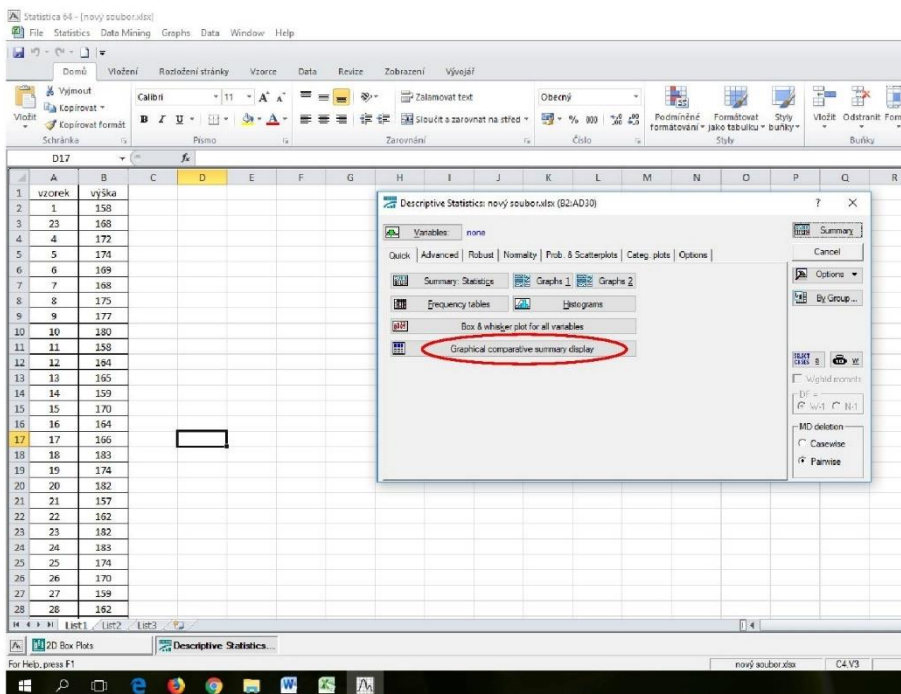 Statistica 64 - [nový soubor.xlsx]
File Statistics Data Mining Graphs Data Window Help
Domů Vložení Rozložení stránky Vzorce Data Revize Zobrazení Vývojář
Vložit
Vyjmout
Kopírovat
Kopírovat formát
Schránka
Calibri 11 A A
B I U A
Písmo
Zalamovat text
Sloučit a zarovnat na střed
Zarovnání
Obecný
% 000
Číslo
Podmíněné formátování
Formátovat jako tabulku
Styly buňky
Styly
Vložit Odstranit Form
Buňky
D17 fx
A B C D E F G H I J K L M N O P Q R
1 vzorek výška
2 1 158
3 23 168
4 4 172
5 5 174
6 6 169
7 7 168
8 8 175
9 9 177
10 10 180
11 11 158
12 12 164
13 13 165
14 14 159
15 15 170
16 16 164
17 17 166
18 18 183
19 19 174
20 20 182
21 21 157
22 22 162
23 23 182
24 24 183
25 25 174
26 26 170
27 27 159
28 28 162
Descriptive Statistics: nový soubor.xlsx (B2:AD30) ? X
Variables: none
Quick Advanced Robust Normality Prob. & Scatterplots Categ. plots Options
Summary: Statistics Graphs 1 Graphs 2
Frequency tables Histograms
Box & whisker plot for all variables
Graphical comparative summary display
Summary
Cancel
Options
By Group...
SELECT CASES S W
Wghtd momnts
DF =
W-1 N-1
MD deletion
Casewise
Pairwise
List1 List2 List3
2D Box Plots Descriptive Statistics...
For Help, press F1 nový soubor.xlsx C4,V3